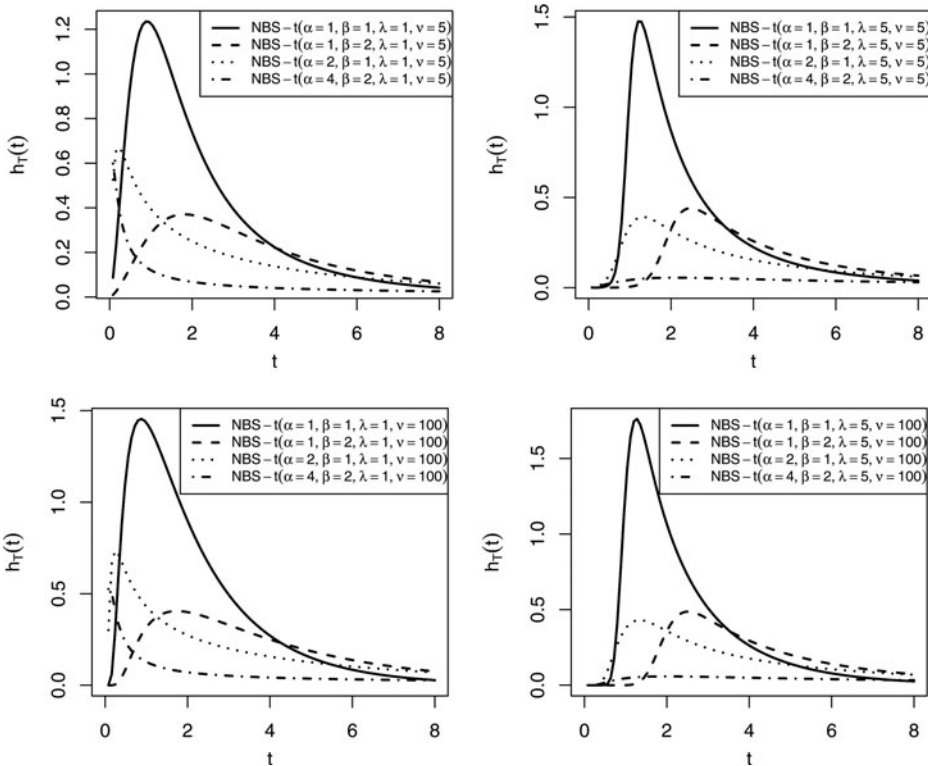 NBS−t(α=1, β=1, λ=1, ν=5)
NBS−t(α=1, β=2, λ=1, ν=5)
NBS−t(α=2, β=1, λ=1, ν=5)
NBS−t(α=4, β=2, λ=1, ν=5)
h_T(t)
0.0 0.2 0.4 0.6 0.8 1.0 1.2
0 2 4 6 8
t
NBS−t(α=1, β=1, λ=5, ν=5)
NBS−t(α=1, β=2, λ=5, ν=5)
NBS−t(α=2, β=1, λ=5, ν=5)
NBS−t(α=4, β=2, λ=5, ν=5)
h_T(t)
0.0 0.5 1.0 1.5
0 2 4 6 8
t
NBS−t(α=1, β=1, λ=1, ν=100)
NBS−t(α=1, β=2, λ=1, ν=100)
NBS−t(α=2, β=1, λ=1, ν=100)
NBS−t(α=4, β=2, λ=1, ν=100)
h_T(t)
0.0 0.5 1.0 1.5
0 2 4 6 8
t
NBS−t(α=1, β=1, λ=5, ν=100)
NBS−t(α=1, β=2, λ=5, ν=100)
NBS−t(α=2, β=1, λ=5, ν=100)
NBS−t(α=4, β=2, λ=5, ν=100)
h_T(t)
0.0 0.5 1.0 1.5
0 2 4 6 8
t